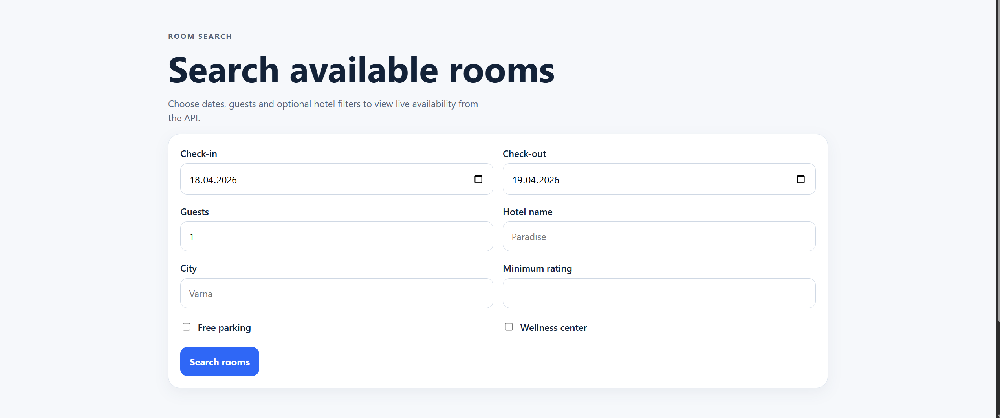 ROOM SEARCH
Search available rooms
Choose dates, guests and optional hotel filters to view live availability from
the API.
Check-in
Check-out
18.04.2026
19.04.2026
Guests
Hotel name
1
Paradise
City
Minimum rating
Varna
Free parking
Wellness center
Search rooms